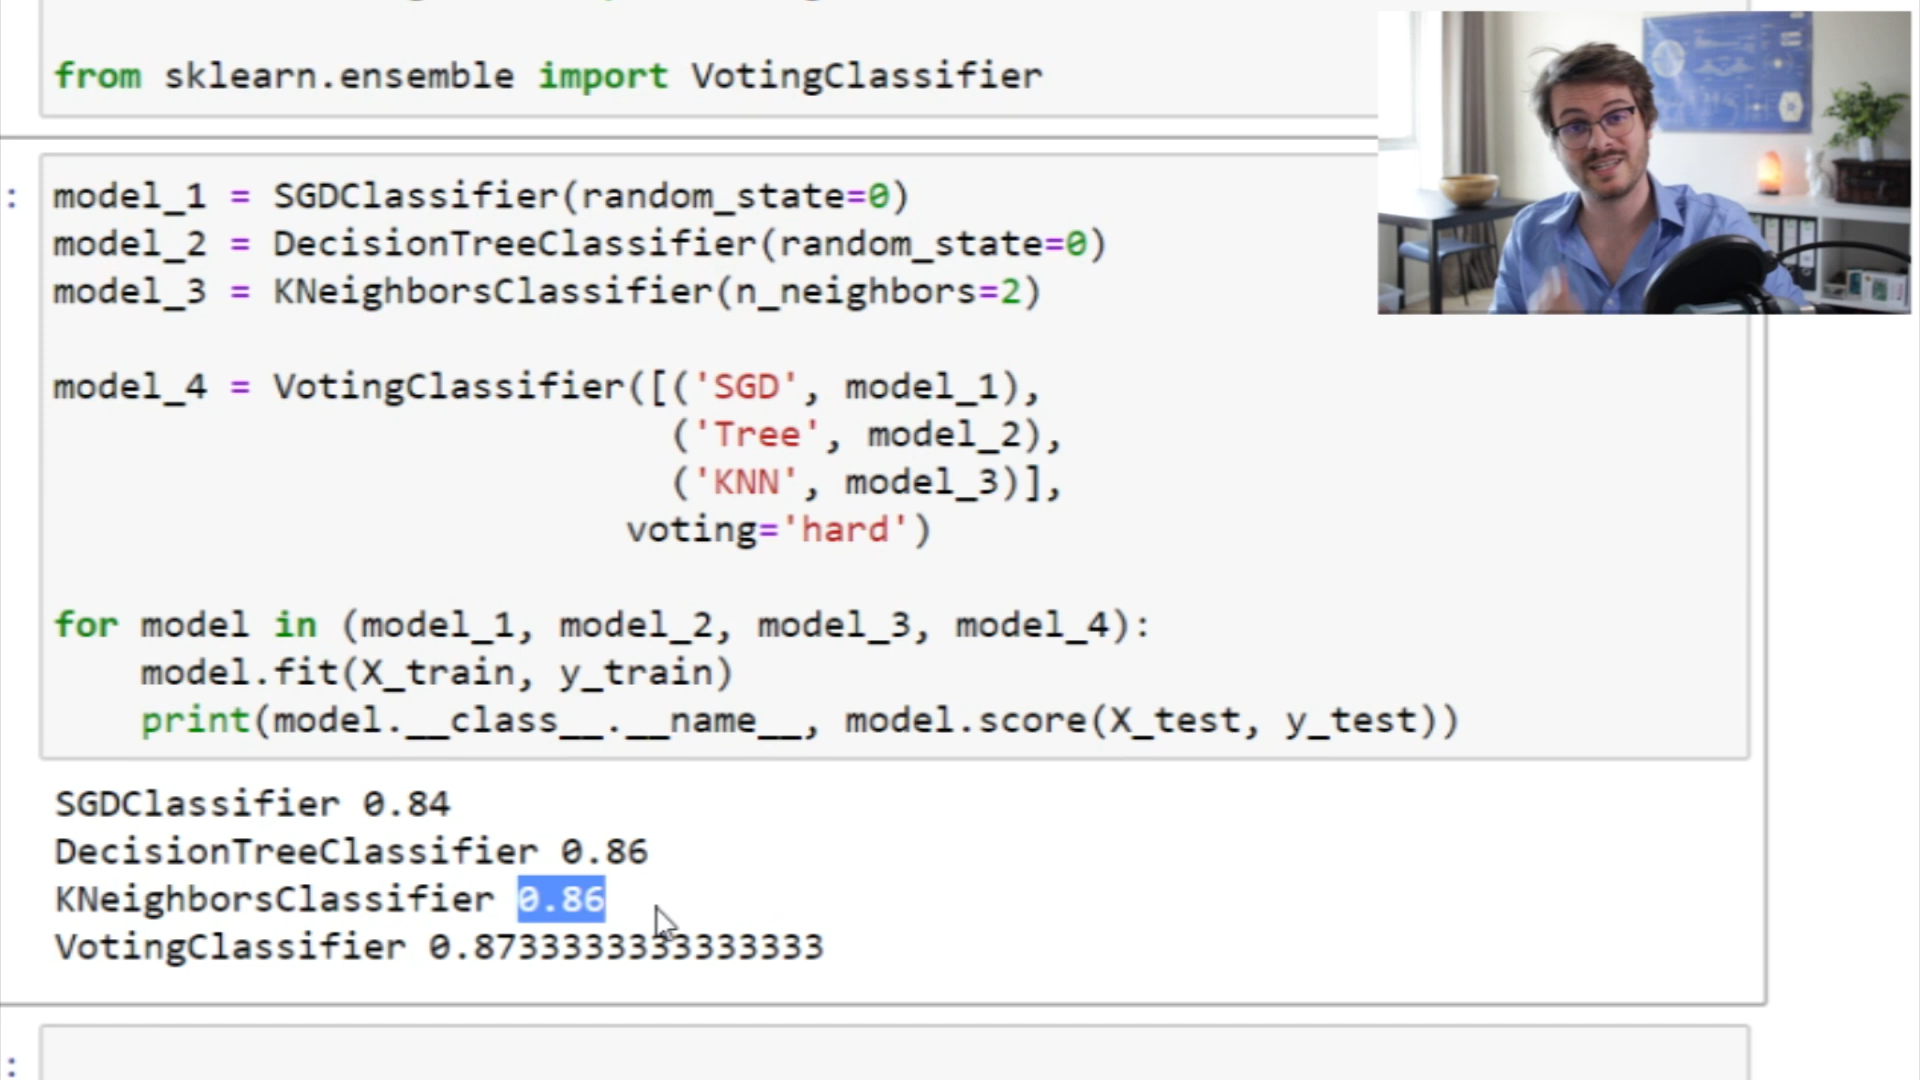 from sklearn.ensemble import VotingClassifier
:
model_1 = SGDClassifier(random_state=0)
model_2 = DecisionTreeClassifier(random_state=0)
model_3 = KNeighborsClassifier(n_neighbors=2)
model_4 = VotingClassifier([('SGD', model_1),
('Tree', model_2),
('KNN', model_3)],
voting='hard')
for model in (model_1, model_2, model_3, model_4):
model.fit(X_train, y_train)
print(model.__class__.__name__, model.score(X_test, y_test))
SGDClassifier 0.84
DecisionTreeClassifier 0.86
KNeighborsClassifier 0.86
VotingClassifier 0.8733333333333333
: